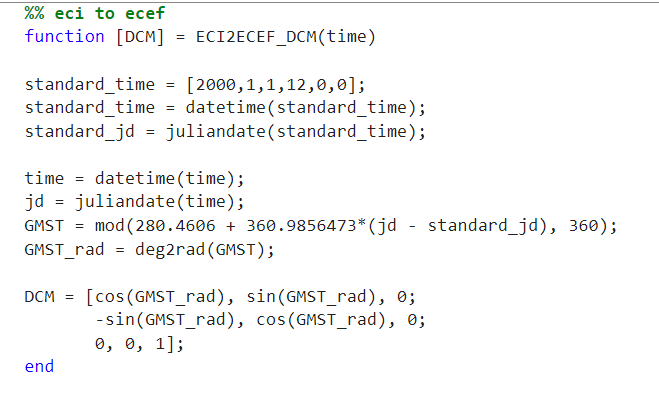 %% eci to ecef
function [DCM] = ECI2ECEF_DCM(time)
standard_time = [2000,1,1,12,0,0];
standard_time = datetime(standard_time);
standard_jd = juliandate(standard_time);
time = datetime(time);
jd = juliandate(time);
GMST = mod(280.4606 + 360.9856473*(jd - standard_jd), 360);
GMST_rad = deg2rad(GMST);
DCM = [cos(GMST_rad), sin(GMST_rad), 0;
-sin(GMST_rad), cos(GMST_rad), 0;
0, 0, 1];
end